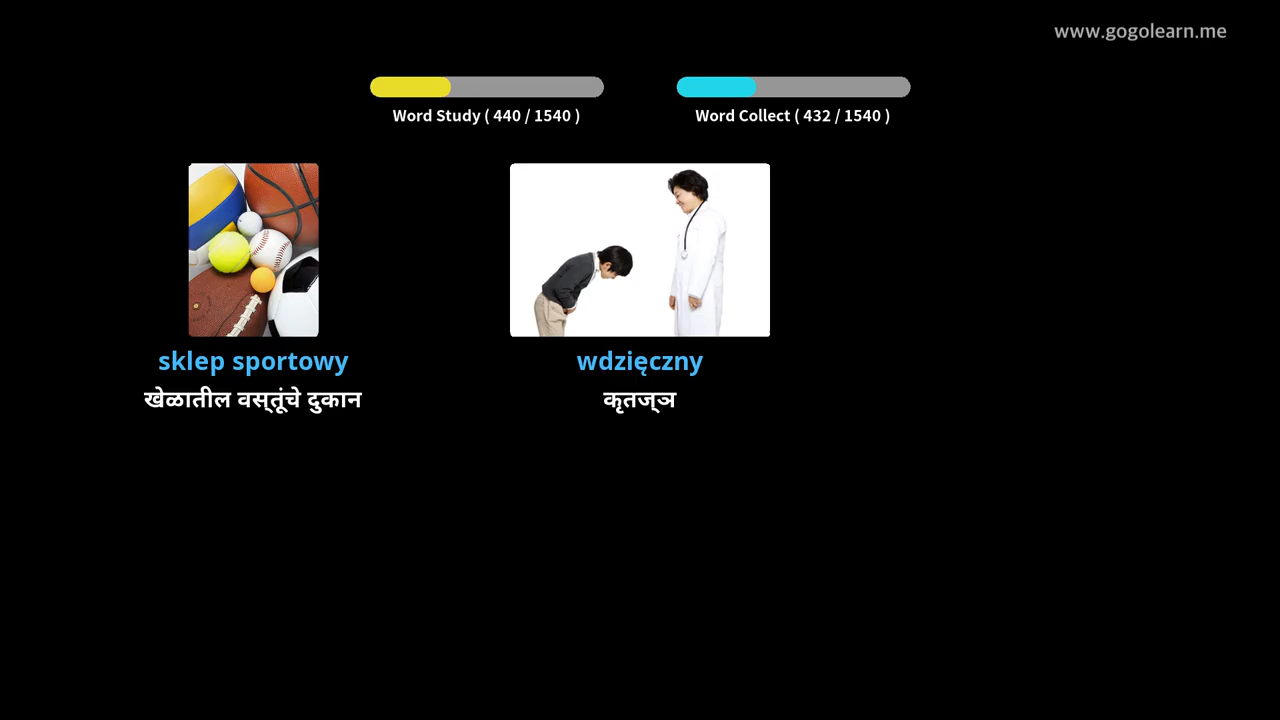 www.gogolearn.me
Word Study ( 440 / 1540 )
Word Collect ( 432 / 1540 )
sklep sportowy
wdzięczny
खेळातील वस्तूंचे दुकान
कृतज्ञ